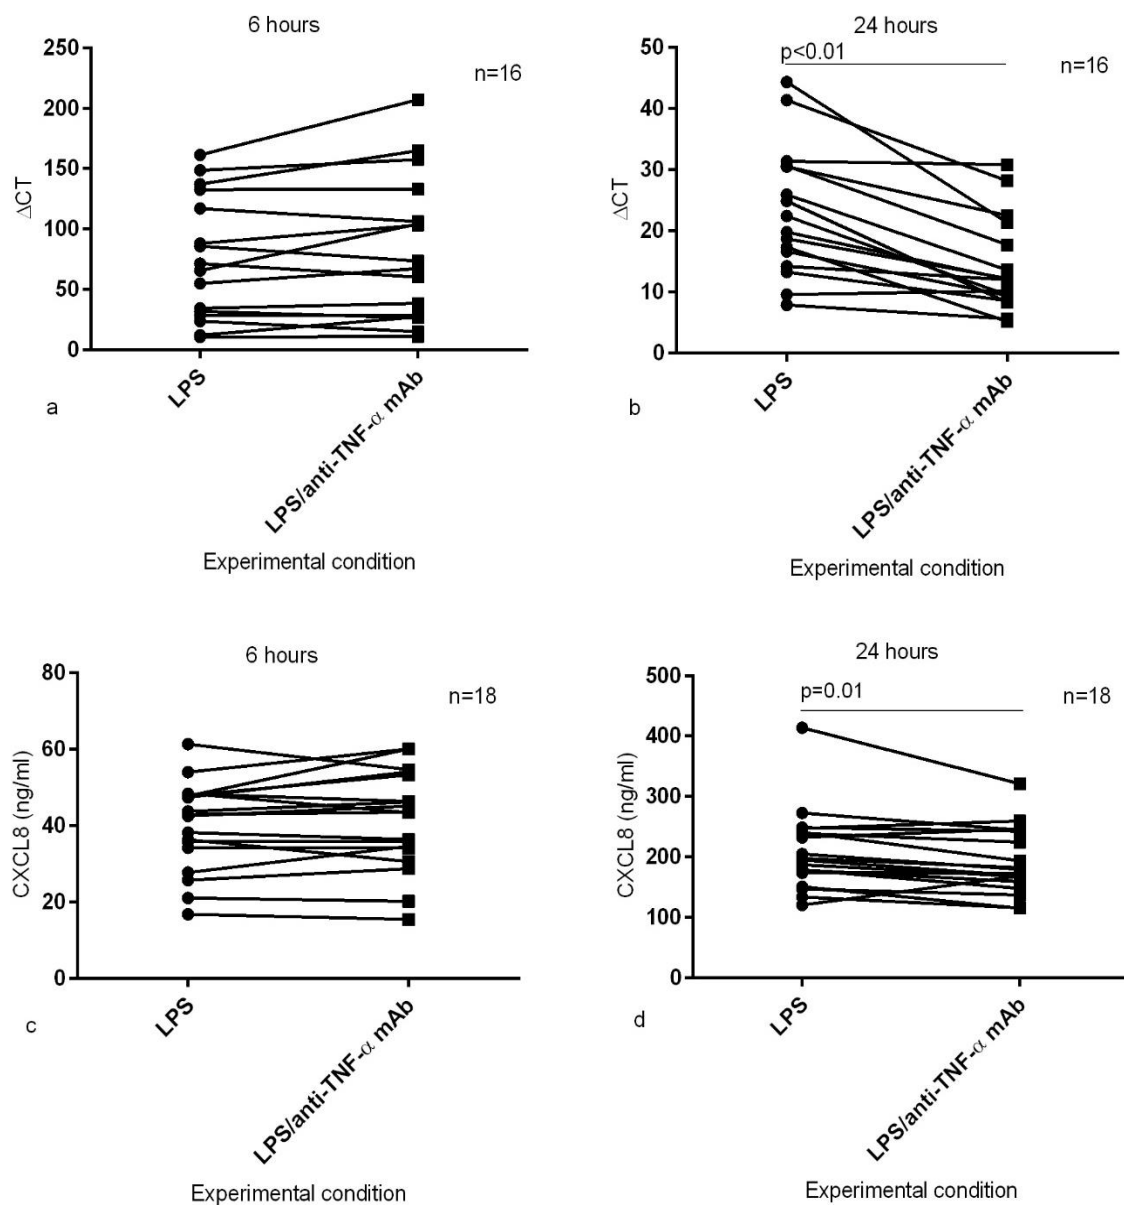 6 hours
250
200
150
100
50
0
ΔCT
n=16
LPS
LPS/anti-TNF-α mAb
a
Experimental condition
24 hours
50
40
30
20
10
0
ΔCT
p<0.01
n=16
LPS
LPS/anti-TNF-α mAb
b
Experimental condition
6 hours
80
60
40
20
0
CXCL8 (ng/ml)
n=18
LPS
LPS/anti-TNF-α mAb
c
Experimental condition
24 hours
500
400
300
200
100
0
CXCL8 (ng/ml)
p=0.01
n=18
LPS
LPS/anti-TNF-α mAb
d
Experimental condition